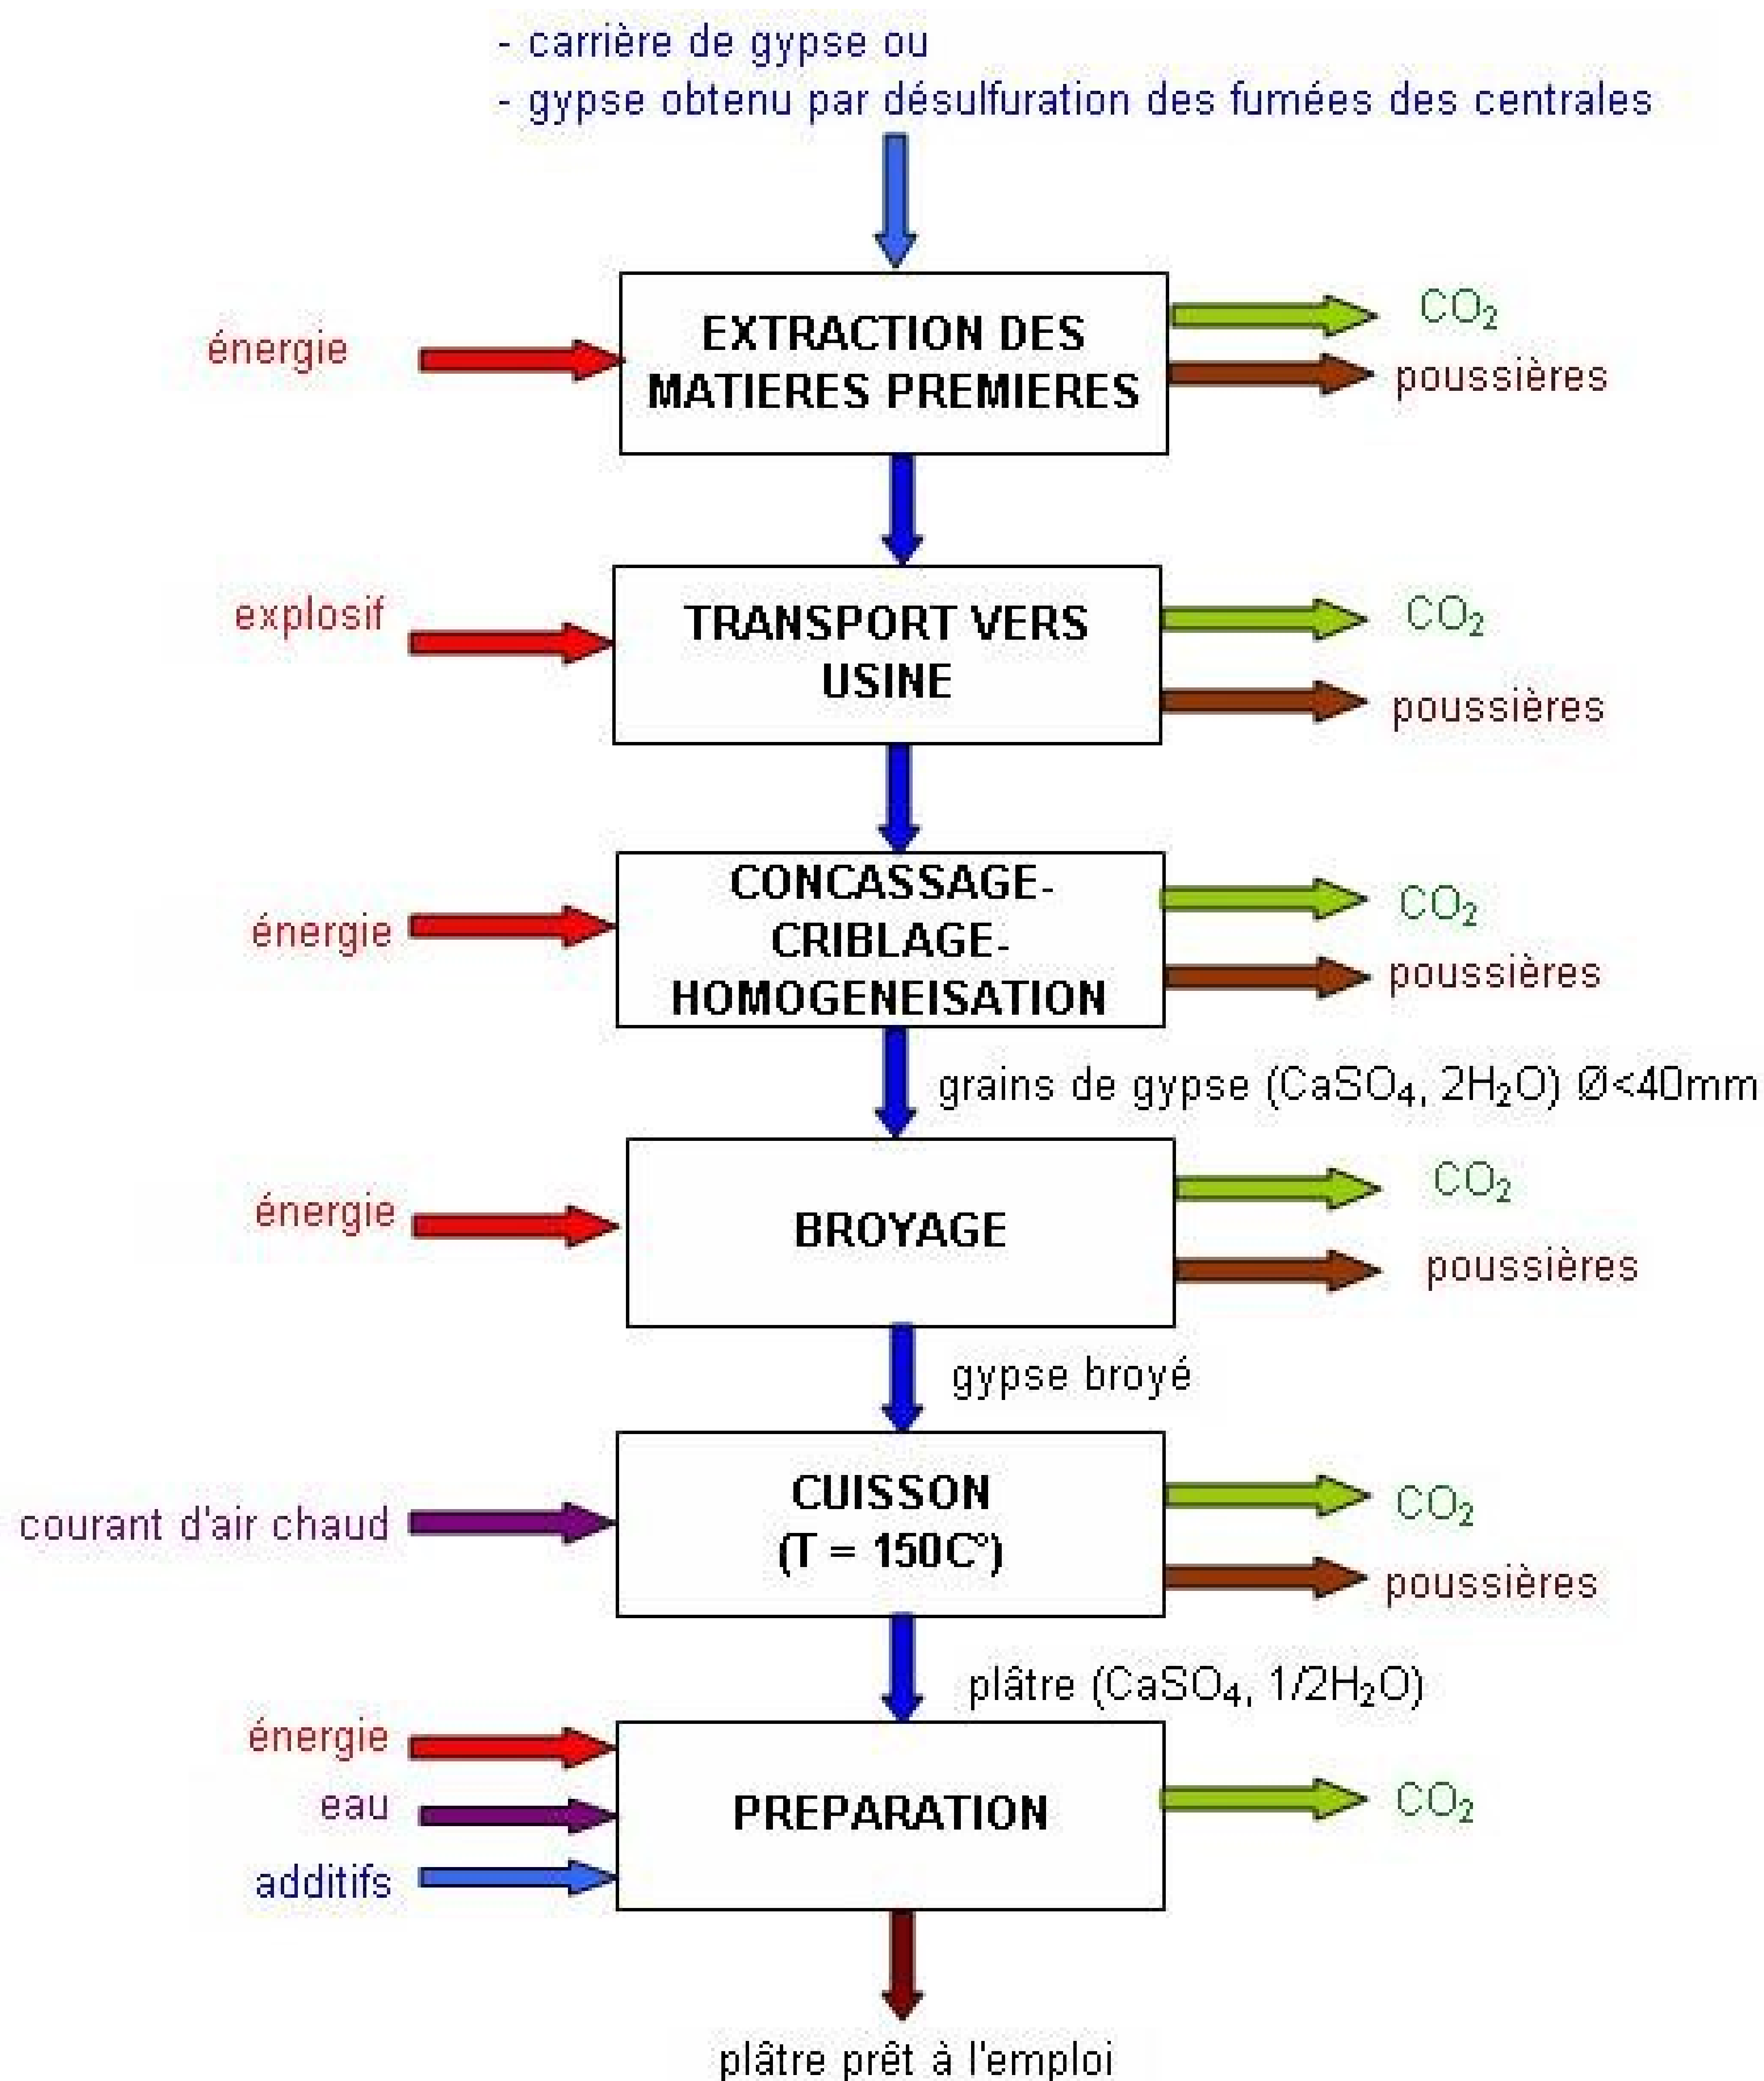 - carrière de gypse ou
- gypse obtenu par désulfuration des fumées des centrales
énergie
EXTRACTION DES
MATIERES PREMIERES
CO₂
poussières
explosif
TRANSPORT VERS
USINE
CO₂
poussières
énergie
CONCASSAGE-
CRIBLAGE-
HOMOGENEISATION
CO₂
poussières
grains de gypse (CaSO₄, 2H₂O) Ø<40mm
énergie
BROYAGE
CO₂
poussières
gypse broyé
courant d'air chaud
CUISSON
(T = 150C°)
CO₂
poussières
plâtre (CaSO₄, 1/2H₂O)
énergie
eau
additifs
PREPARATION
CO₂
plâtre prêt à l'emploi